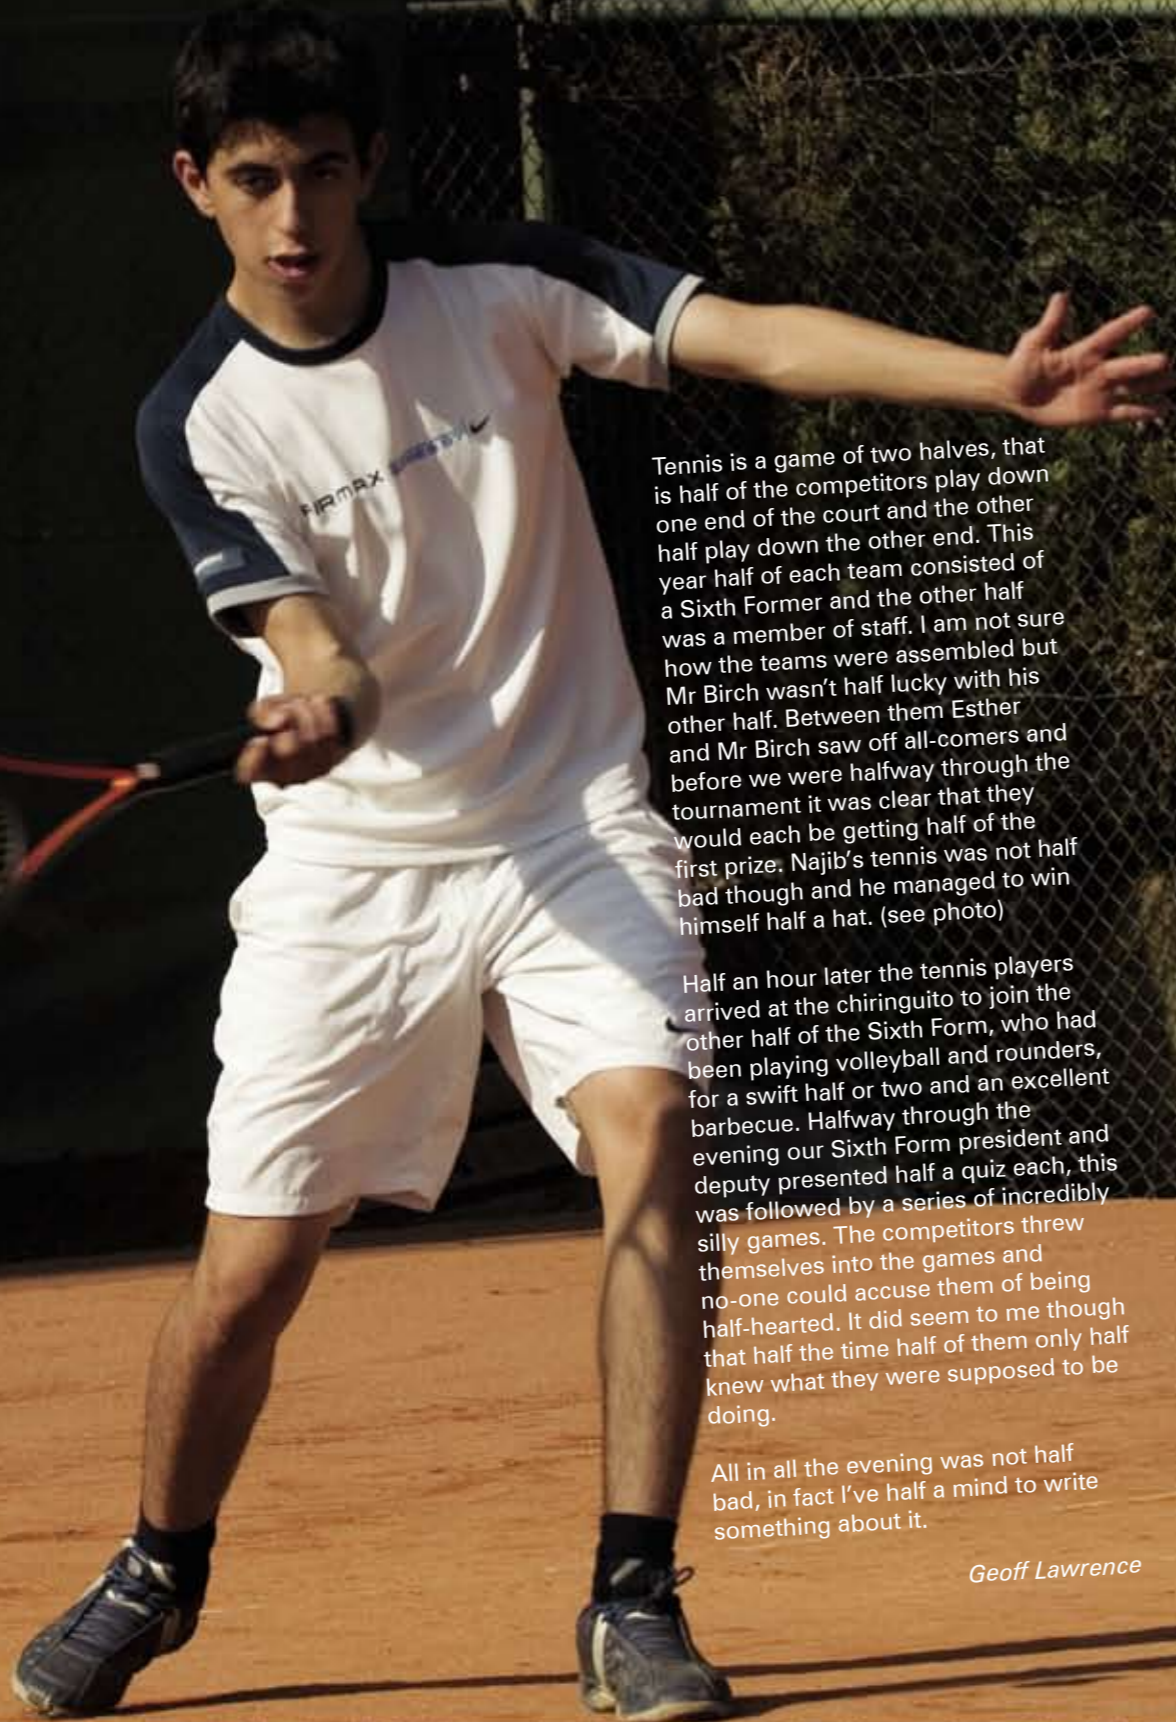 AIRMAX
Tennis is a game of two halves, that
is half of the competitors play down
one end of the court and the other
half play down the other end. This
year half of each team consisted of
a Sixth Former and the other half
was a member of staff. I am not sure
how the teams were assembled but
Mr Birch wasn’t half lucky with his
other half. Between them Esther
and Mr Birch saw off all-comers and
before we were halfway through the
tournament it was clear that they
would each be getting half of the
first prize. Najib’s tennis was not half
bad though and he managed to win
himself half a hat. (see photo)
Half an hour later the tennis players
arrived at the chiringuito to join the
other half of the Sixth Form, who had
been playing volleyball and rounders,
for a swift half or two and an excellent
barbecue. Halfway through the
evening our Sixth Form president and
deputy presented half a quiz each, this
was followed by a series of incredibly
silly games. The competitors threw
themselves into the games and
no-one could accuse them of being
half-hearted. It did seem to me though
that half the time half of them only half
knew what they were supposed to be
doing.
All in all the evening was not half
bad, in fact I’ve half a mind to write
something about it.
Geoff Lawrence